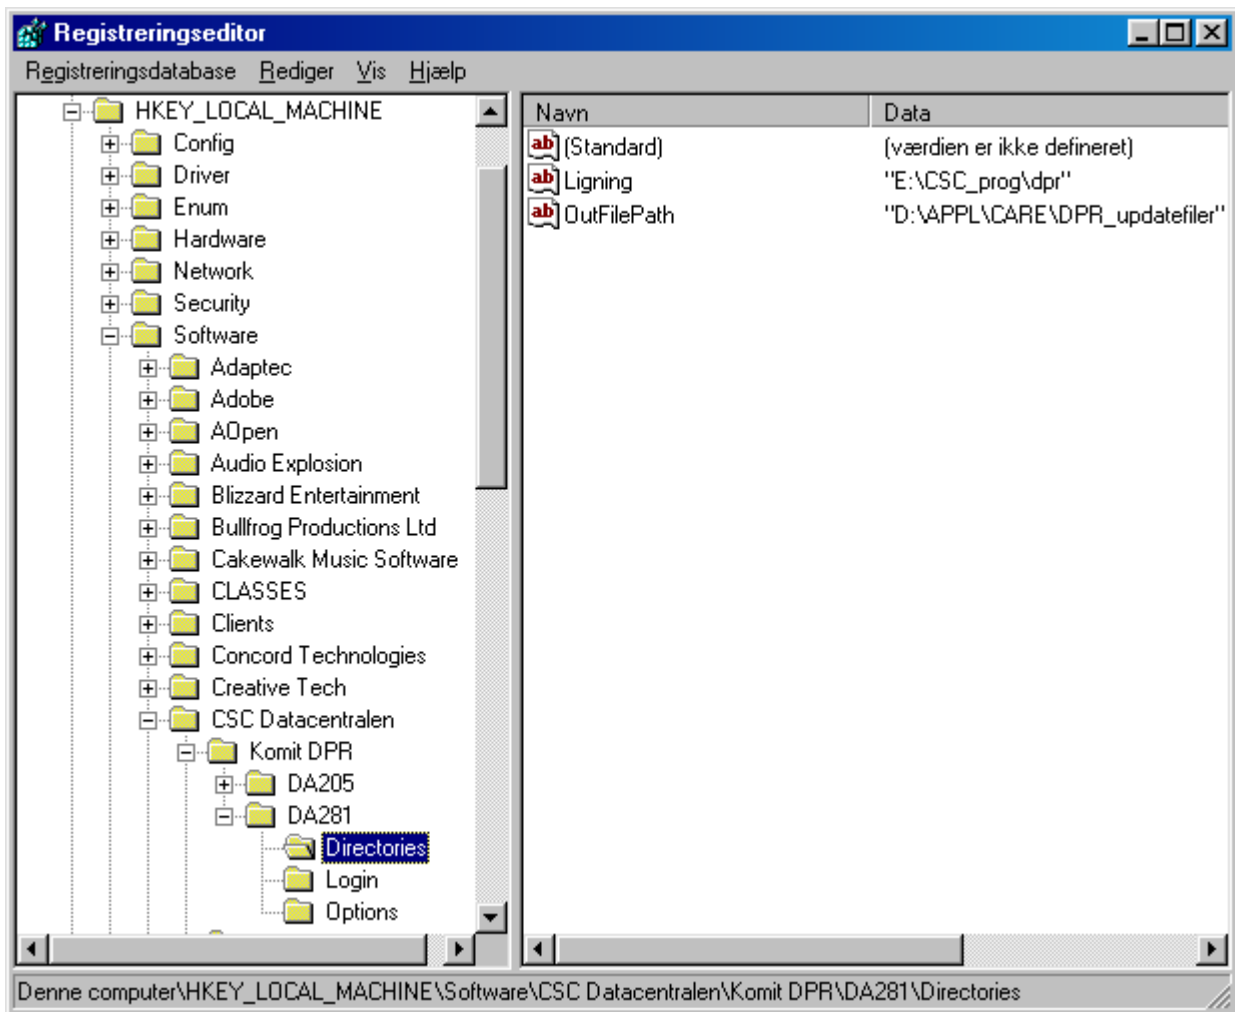 Registreringseditor
Registreringsdatabase Rediger Vis Hjælp
HKEY_LOCAL_MACHINE
Config
Driver
Enum
Hardware
Network
Security
Software
Adaptec
Adobe
AOpen
Audio Explosion
Blizzard Entertainment
Bullfrog Productions Ltd
Cakewalk Music Software
CLASSES
Clients
Concord Technologies
Creative Tech
CSC Datacentralen
Komit DPR
DA205
DA281
Directories
Login
Options
Navn Data
ab (Standard) (værdien er ikke defineret)
ab Ligning "E:\CSC_prog\dpr"
ab OutFilePath "D:\APPL\CARE\DPR_updatefiler"
Denne computer\HKEY_LOCAL_MACHINE\Software\CSC Datacentralen\Komit DPR\DA281\Directories